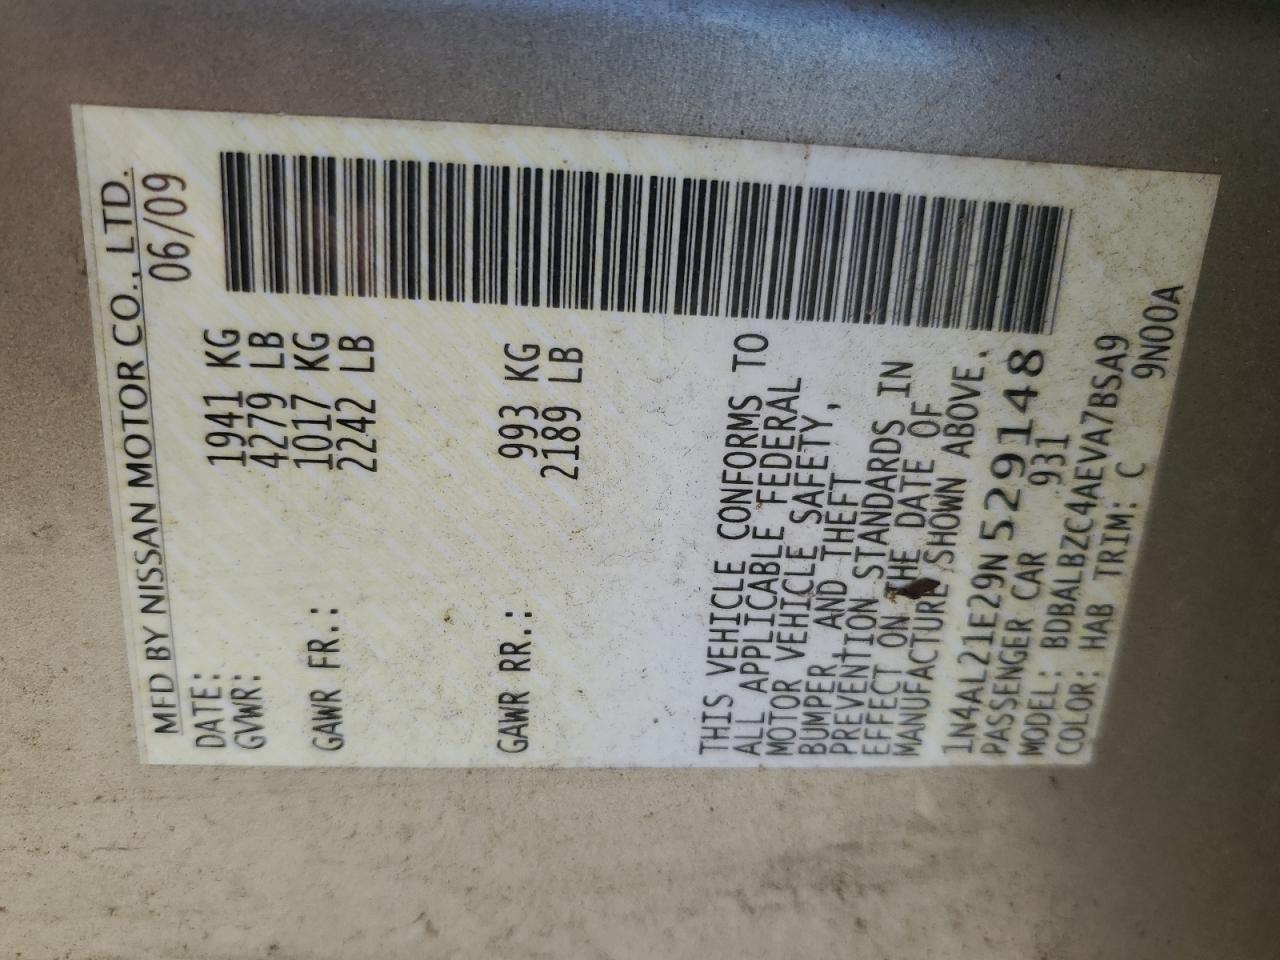 MFD BY NISSAN MOTOR CO., LTD.
DATE: 06/09
GVWR: 1941 KG
4279 LB
GAWR FR.: 1017 KG
2242 LB
GAWR RR.: 993 KG
2189 LB
THIS VEHICLE CONFORMS TO
ALL APPLICABLE FEDERAL
MOTOR VEHICLE SAFETY,
BUMPER, AND THEFT
PREVENTION STANDARDS IN
EFFECT ON THE DATE OF
MANUFACTURE SHOWN ABOVE.
1N4AL21E29N529148
PASSENGER CAR 931
MODEL: BDBALBZC4AEVA7BSA9
COLOR: HAB TRIM: C 9N00A